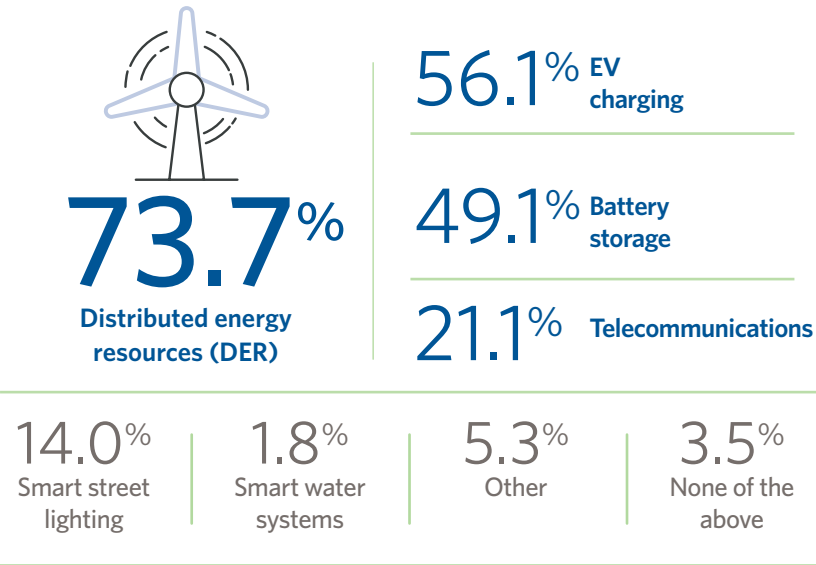 73.7%
Distributed energy
resources (DER)
56.1% EV
charging
49.1% Battery
storage
21.1% Telecommunications
14.0%
Smart street
lighting
1.8%
Smart water
systems
5.3%
Other
3.5%
None of the
above